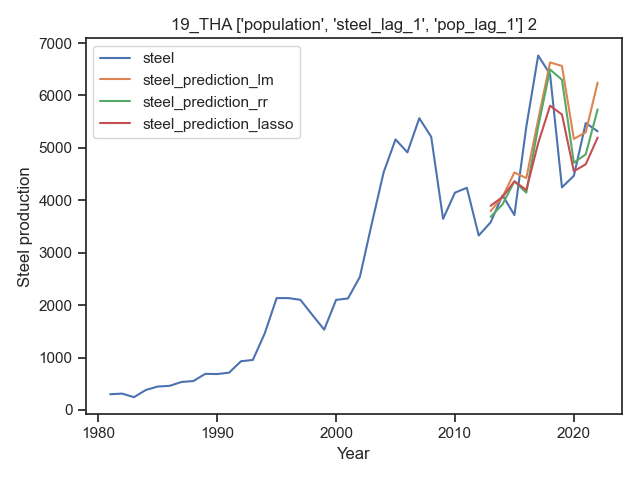 19_THA ['population', 'steel_lag_1', 'pop_lag_1'] 2
steel
steel_prediction_lm
steel_prediction_rr
steel_prediction_lasso
Steel production
7000
6000
5000
4000
3000
2000
1000
0
1980 1990 2000 2010 2020
Year